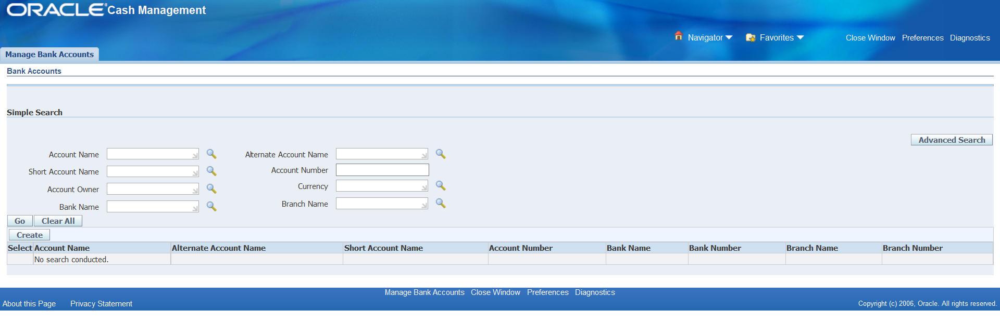 ORACLE® Cash Management
Navigator Favorites Close Window Preferences Diagnostics
Manage Bank Accounts
Bank Accounts
Simple Search
Advanced Search
Account Name Alternate Account Name
Short Account Name Account Number
Account Owner Currency
Bank Name Branch Name
Go Clear All
Create
Select Account Name Alternate Account Name Short Account Name Account Number Bank Name Bank Number Branch Name Branch Number
No search conducted.
Manage Bank Accounts Close Window Preferences Diagnostics
About this Page Privacy Statement Copyright (c) 2006, Oracle. All rights reserved.